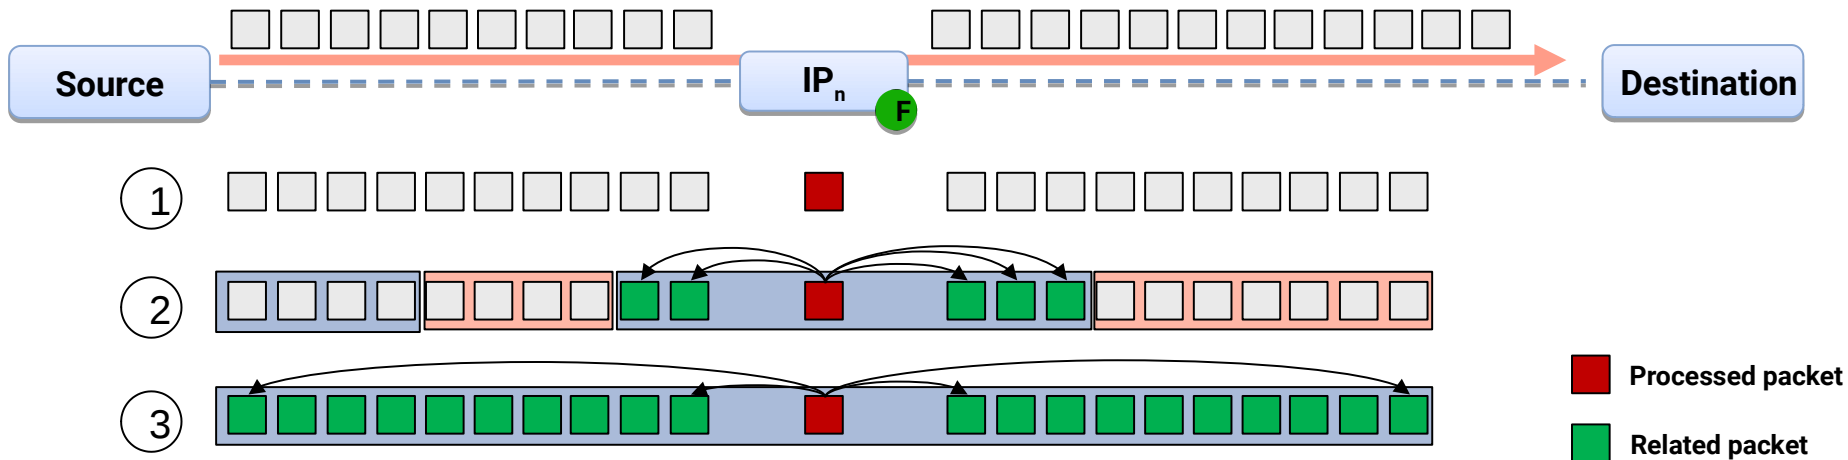 Source
IPn
F
Destination
1
2
3
Processed packet
Related packet